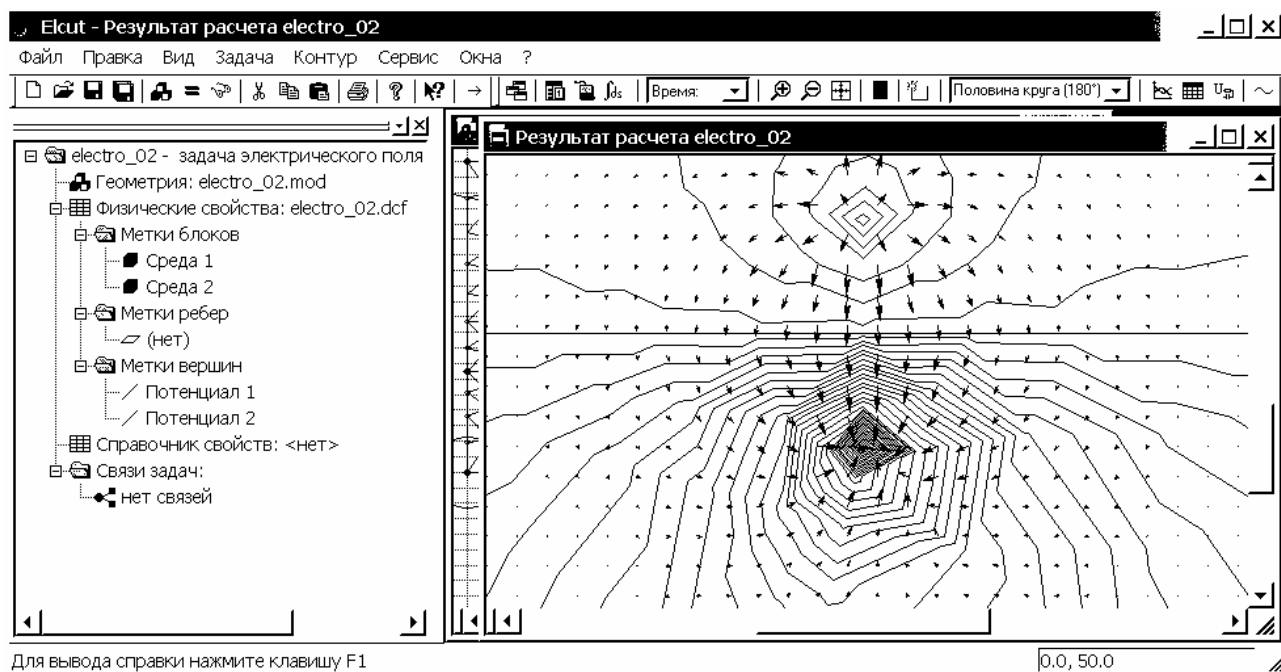 Elcut - Результат расчета electro_02
Файл Правка Вид Задача Контур Сервис Окна ?
Время:
Половина круга (180°)
electro_02 - задача электрического поля
Геометрия: electro_02.mod
Физические свойства: electro_02.dcf
Метки блоков
Среда 1
Среда 2
Метки ребер
(нет)
Метки вершин
Потенциал 1
Потенциал 2
Справочник свойств: <нет>
Связи задач:
нет связей
Результат расчета electro_02
Для вывода справки нажмите клавишу F1
0.0, 50.0